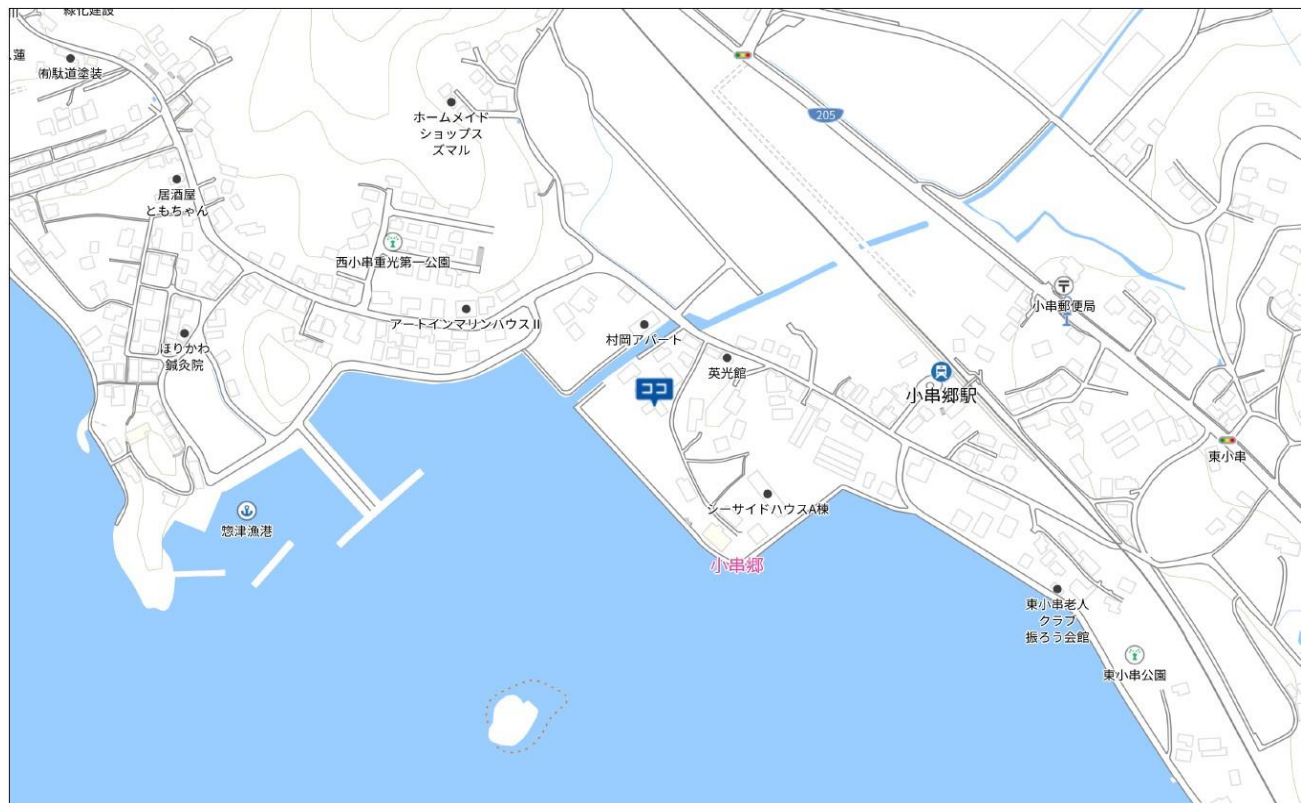 緑化建設
蓮
㈲駄道塗装
ホームメイド
ショップス
ズマル
205
居酒屋
ともちゃん
西小串重光第一公園
小串郵便局
アートインマリンハウスⅡ
村岡アパート
ほりかわ
鍼灸院
英光館
小串郷駅
ココ
東小串
シーサイドハウスA棟
惣津漁港
小串郷
東小串老人
クラブ
振ろう会館
東小串公園